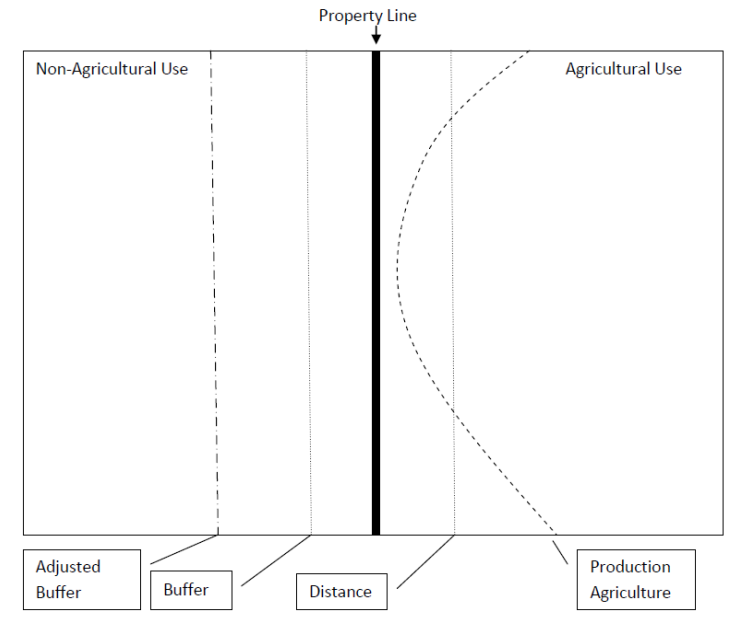 Property Line
Non-Agricultural Use
Agricultural Use
Adjusted
Buffer
Buffer
Distance
Production
Agriculture